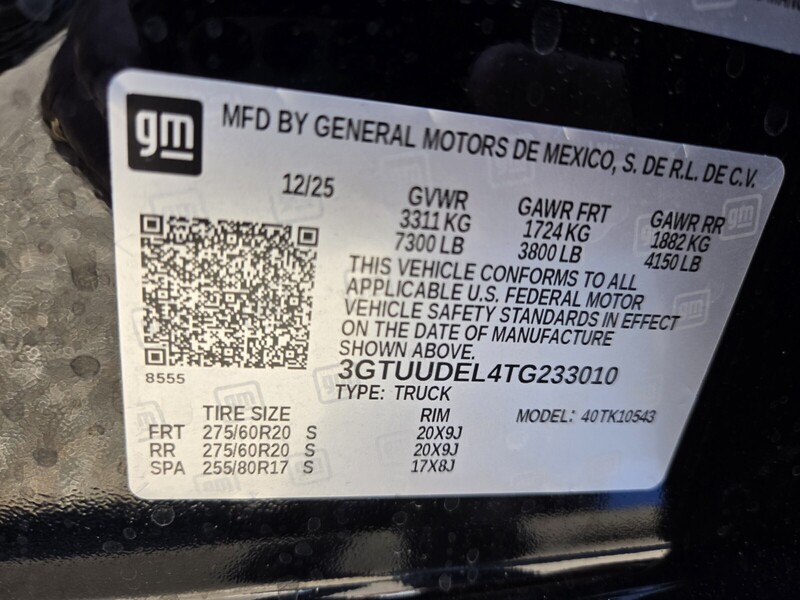 gm
MFD BY GENERAL MOTORS DE MEXICO, S. DE R.L. DE C.V.
12/25
GVWR
3311 KG
7300 LB
GAWR FRT
1724 KG
3800 LB
GAWR RR
1882 KG
4150 LB
THIS VEHICLE CONFORMS TO ALL
APPLICABLE U.S. FEDERAL MOTOR
VEHICLE SAFETY STANDARDS IN EFFECT
ON THE DATE OF MANUFACTURE
SHOWN ABOVE.
8555
3GTUUDEL4TG233010
TYPE: TRUCK
MODEL: 40TK10543
TIRE SIZE RIM
FRT 275/60R20 S 20X9J
RR 275/60R20 S 20X9J
SPA 255/80R17 S 17X8J